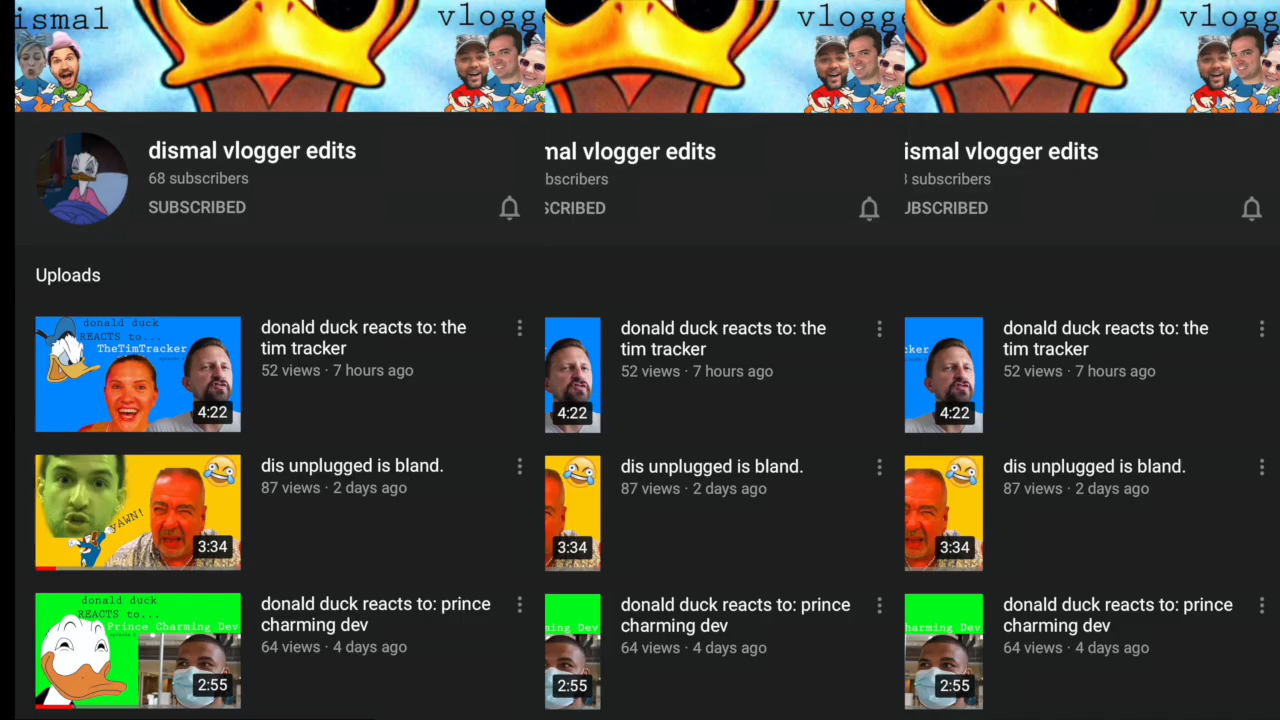 ismal
vlogge
vlogge
vlogge
dismal vlogger edits
68 subscribers
SUBSCRIBED
mal vlogger edits
bscribers
SCRIBED
ismal vlogger edits
subscribers
UBSCRIBED
Uploads
donald duck
REACTS to...
TheTimTracker
4:22
donald duck reacts to: the
tim tracker
52 views · 7 hours ago
4:22
donald duck reacts to: the
tim tracker
52 views · 7 hours ago
cker
4:22
donald duck reacts to: the
tim tracker
52 views · 7 hours ago
yAWN!
3:34
dis unplugged is bland.
87 views · 2 days ago
3:34
dis unplugged is bland.
87 views · 2 days ago
3:34
dis unplugged is bland.
87 views · 2 days ago
donald duck
REACTS to...
Prince Charming Dev
2:55
donald duck reacts to: prince
charming dev
64 views · 4 days ago
arming Dev
2:55
donald duck reacts to: prince
charming dev
64 views · 4 days ago
harming Dev
2:55
donald duck reacts to: prince
charming dev
64 views · 4 days ago